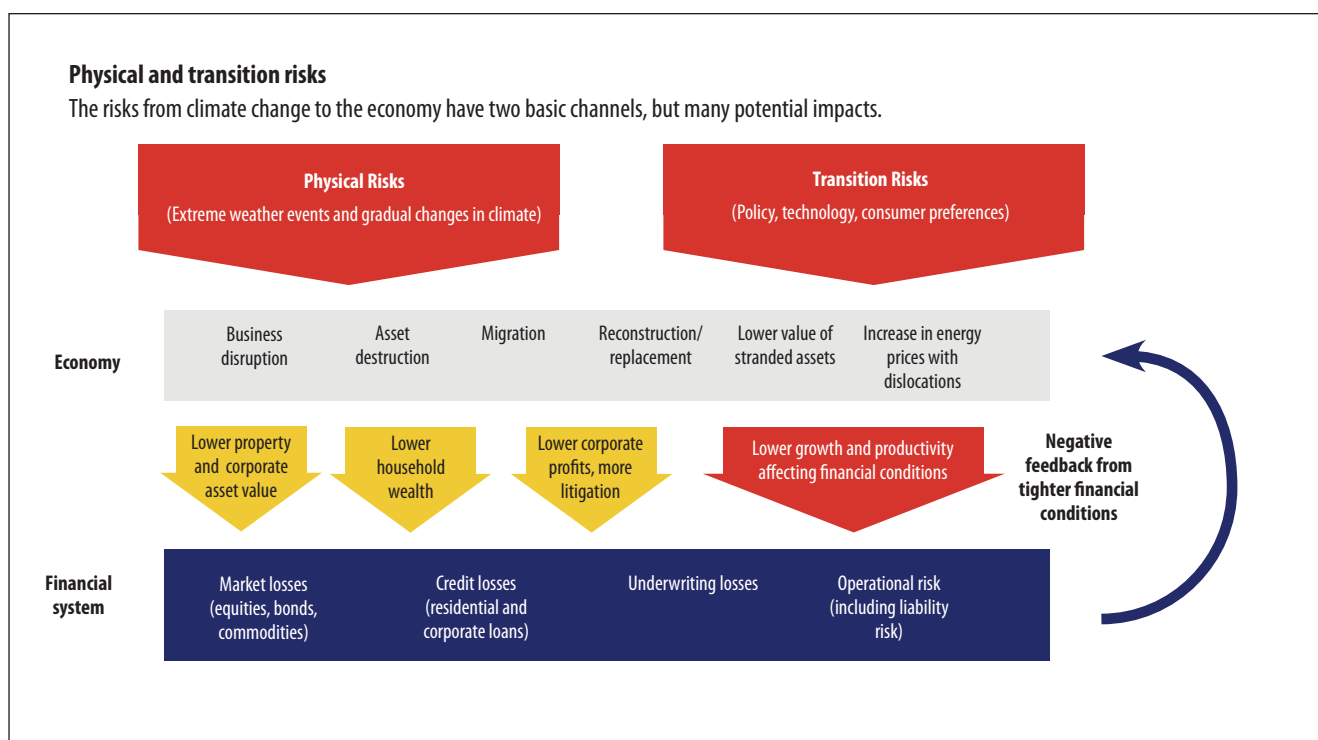 Physical and transition risks
The risks from climate change to the economy have two basic channels, but many potential impacts.
Physical Risks
(Extreme weather events and gradual changes in climate)
Transition Risks
(Policy, technology, consumer preferences)
Economy
Business
disruption
Asset
destruction
Migration
Reconstruction/
replacement
Lower value of
stranded assets
Increase in energy
prices with
dislocations
Lower property
and corporate
asset value
Lower
household
wealth
Lower corporate
profits, more
litigation
Lower growth and productivity
affecting financial conditions
Negative
feedback from
tighter financial
conditions
Financial
system
Market losses
(equities, bonds,
commodities)
Credit losses
(residential and
corporate loans)
Underwriting losses
Operational risk
(including liability
risk)